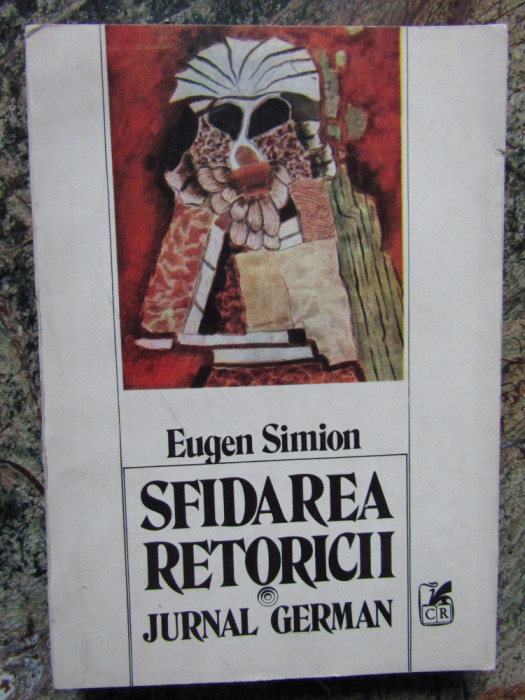 Eugen Simion
SFIDAREA
RETORICII
JURNAL GERMAN
CR